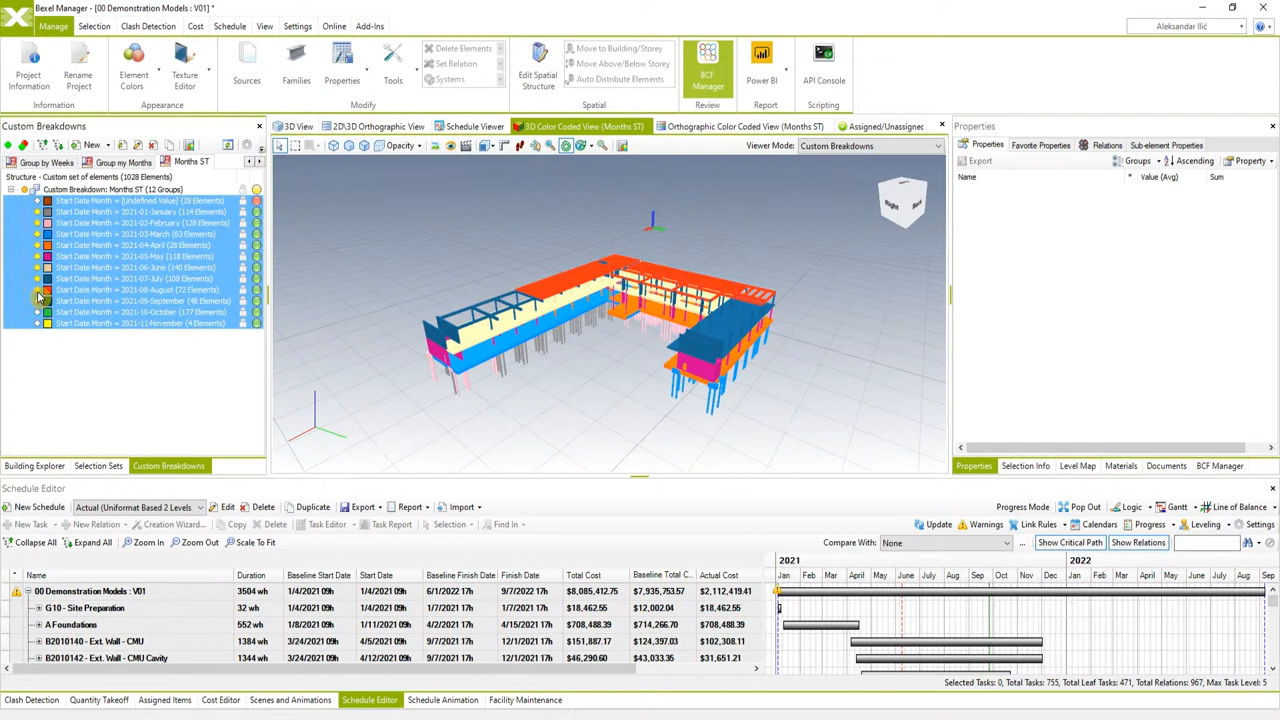 Bexel Manager - [00 Demonstration Models : V01] *
Manage Selection Clash Detection Cost Schedule View Settings Online Add-Ins
Aleksandar Ilić
Project Information
Rename Project
Element Colors
Texture Editor
Sources
Families
Properties
Tools
Delete Elements
Set Relation
Systems
Edit Spatial Structure
Move to Building/Storey
Move Above/Below Storey
Auto Distribute Elements
BCF Manager
Power BI
API Console
Information Appearance Modify Spatial Review Report Scripting
Custom Breakdowns
New
Group by Weeks Group my Months Months ST
Structure - Custom set of elements (1028 Elements)
Custom Breakdown: Months ST (12 Groups)
Start Date Month = [Undefined Value] (28 Elements)
Start Date Month = 2021-01-January (114 Elements)
Start Date Month = 2021-02-February (128 Elements)
Start Date Month = 2021-03-March (63 Elements)
Start Date Month = 2021-04-April (28 Elements)
Start Date Month = 2021-05-May (118 Elements)
Start Date Month = 2021-06-June (140 Elements)
Start Date Month = 2021-07-July (108 Elements)
Start Date Month = 2021-08-August (72 Elements)
Start Date Month = 2021-09-September (48 Elements)
Start Date Month = 2021-10-October (177 Elements)
Start Date Month = 2021-11-November (4 Elements)
Building Explorer Selection Sets Custom Breakdowns
3D View 2D\3D Orthographic View Schedule Viewer 3D Color Coded View (Months ST) Orthographic Color Coded View (Months ST) Assigned/Unassignec
Opacity
Viewer Mode: Custom Breakdowns
Right Back
Properties
Properties Favorite Properties Relations Sub-element Properties
Export Groups Ascending Property
Name * Value (Avg) Sum
Properties Selection Info Level Map Materials Documents BCF Manager
Schedule Editor
New Schedule Actual (Uniformat Based 2 Levels Edit Delete Duplicate Export Report Import
Progress Mode Pop Out Logic Gantt Line of Balance
New Task New Relation Creation Wizard... Copy Delete Task Editor Task Report Selection Find In
Update Warnings Link Rules Calendars Progress Leveling Settings
Collapse All Expand All Zoom In Zoom Out Scale To Fit
Compare With: None ... Show Critical Path Show Relations
* Name Duration Baseline Start Date Start Date Baseline Finish Date Finish Date Total Cost Baseline Total C... Actual Cost
00 Demonstration Models : V01 3504 wh 1/4/2021 09h 1/4/2021 09h 6/1/2022 17h 9/7/2022 17h $8,085,412.75 $7,935,757.53 $2,112,419.41
G10 - Site Preparation 32 wh 1/4/2021 09h 1/4/2021 09h $18,462.55 $12,002.04 $18,462.55
A Foundations 552 wh 1/8/2021 09h 1/11/2021 09h 4/2/2021 17h 4/15/2021 17h $708,488.39 $714,266.70 $708,488.39
B2010140 - Ext. Wall - CMU 1384 wh 3/24/2021 09h 4/5/2021 09h 9/7/2021 17h 12/1/2021 17h $151,887.17 $124,397.03 $102,308.11
B2010142 - Ext. Wall - CMU Cavity 1344 wh 3/24/2021 09h 4/12/2021 09h 9/7/2021 17h 12/1/2021 17h $46,290.60 $43,033.35 $31,651.21
2021 2022
Jan Feb Mar April May June July Aug Sep Oct Nov Dec Jan Feb Mar April May June July Aug Sep
Selected Tasks: 0, Total Tasks: 755, Total Leaf Tasks: 471, Total Relations: 967, Max Task Level: 5
Clash Detection Quantity Takeoff Assigned Items Cost Editor Scenes and Animations Schedule Editor Schedule Animation Facility Maintenance